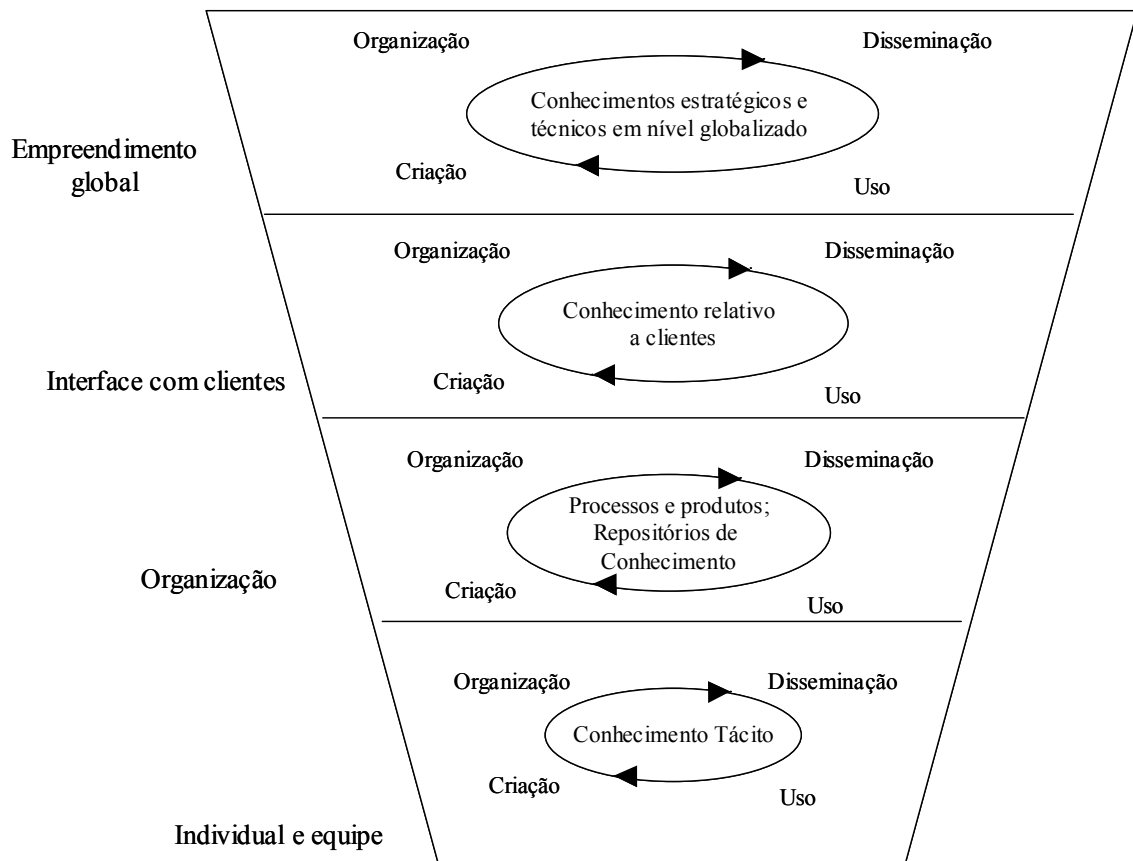 Organização
Disseminação
Conhecimentos estratégicos e
técnicos em nível globalizado
Empreendimento
global
Criação
Uso
Organização
Disseminação
Conhecimento relativo
a clientes
Interface com clientes
Criação
Uso
Organização
Disseminação
Processos e produtos;
Repositórios de
Conhecimento
Organização
Criação
Uso
Organização
Disseminação
Conhecimento Tácito
Criação
Uso
Individual e equipe